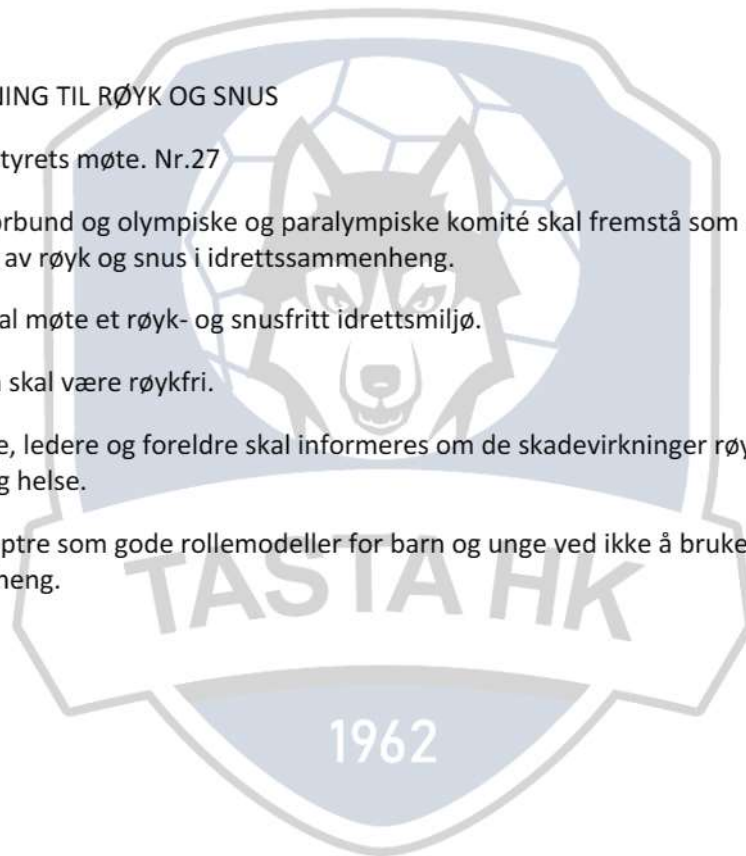 NING TIL RØYK OG SNUS
tyrets møte. Nr.27
orbund og olympiske og paralympiske komité skal fremstå som
av røyk og snus i idrettssammenheng.
al møte et røyk- og snusfritt idrettsmiljø.
skal være røykfri.
e, ledere og foreldre skal informeres om de skadevirkninger røy
g helse.
ptre som gode rollemodeller for barn og unge ved ikke å bruke
heng.
TASTA HK
1962